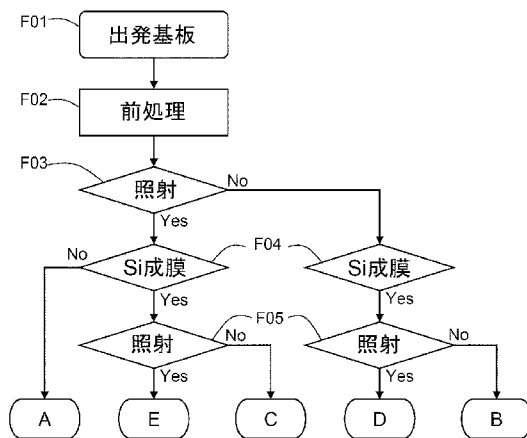 F01
出発基板
F02
前処理
F03
照射
No
Yes
No
Si成膜
F04
Si成膜
Yes
Yes
F05
照射
No
照射
No
Yes
Yes
A
E
C
D
B